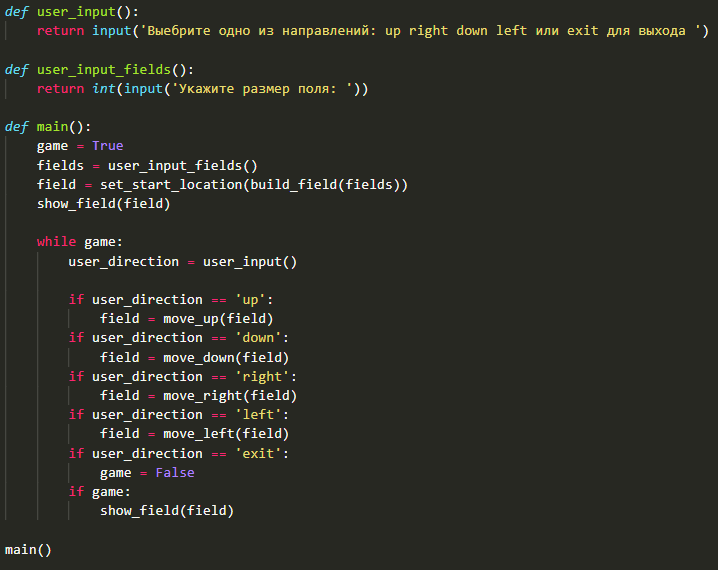 def user_input():
    return input('Выебрите одно из направлений: up right down left или exit для выхода ')
def user_input_fields():
    return int(input('Укажите размер поля: '))
def main():
    game = True
    fields = user_input_fields()
    field = set_start_location(build_field(fields))
    show_field(field)
    while game:
        user_direction = user_input()
        if user_direction == 'up':
            field = move_up(field)
        if user_direction == 'down':
            field = move_down(field)
        if user_direction == 'right':
            field = move_right(field)
        if user_direction == 'left':
            field = move_left(field)
        if user_direction == 'exit':
            game = False
        if game:
            show_field(field)
main()